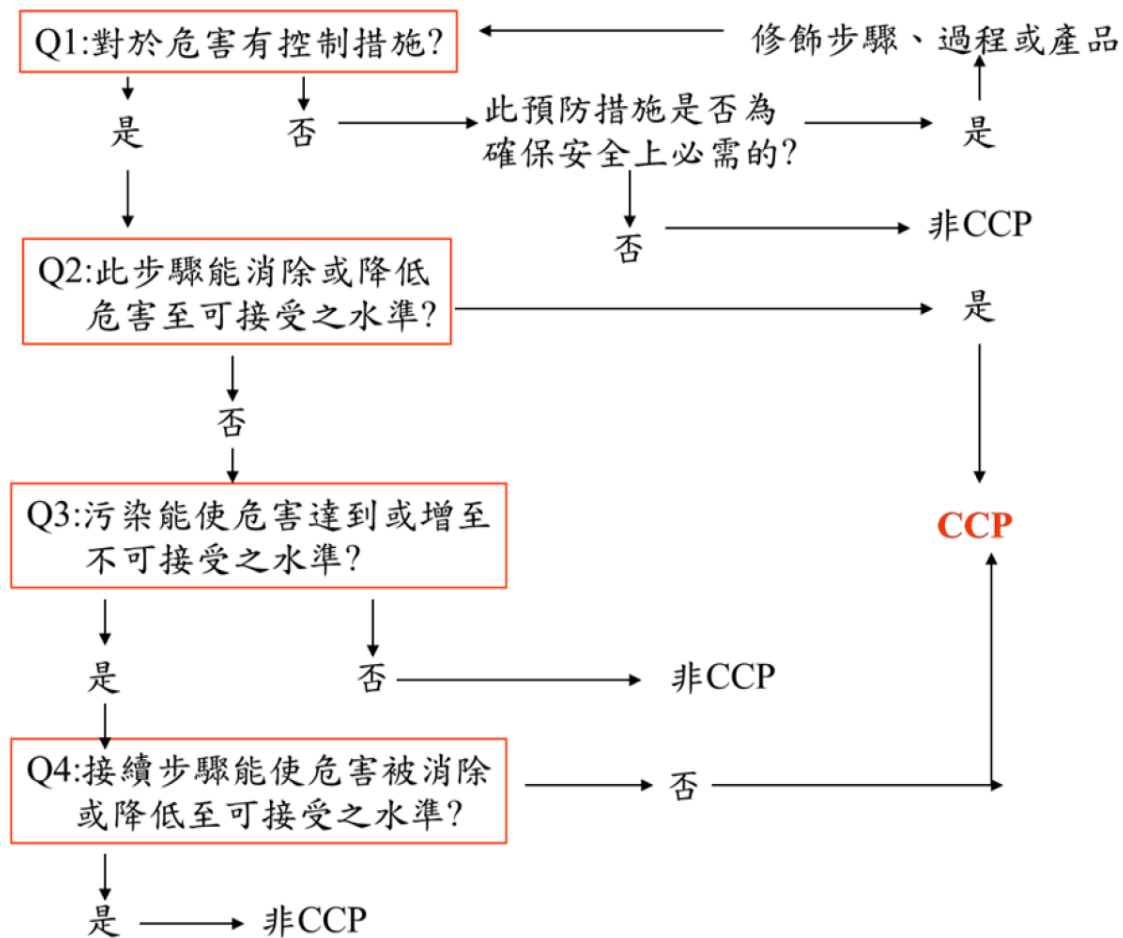 Q1:對於危害有控制措施?
修飾步驟、過程或產品
是
否
此預防措施是否為
確保安全上必需的?
是
否
非CCP
Q2:此步驟能消除或降低
危害至可接受之水準?
是
否
Q3:污染能使危害達到或增至
不可接受之水準?
CCP
是
否
非CCP
Q4:接續步驟能使危害被消除
或降低至可接受之水準?
否
是
非CCP